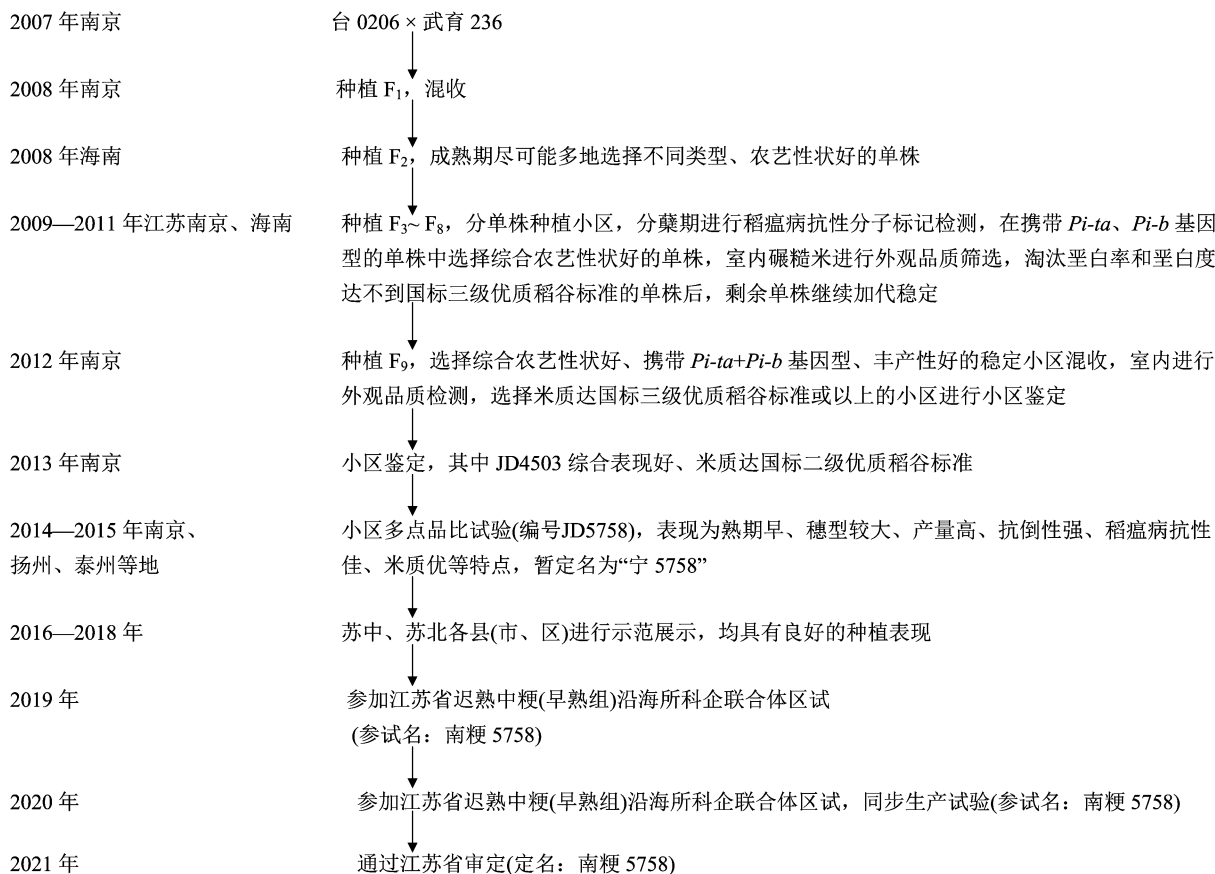 2007 年南京 台 0206 × 武育 236
2008 年南京 种植 F₁，混收
2008 年海南 种植 F₂，成熟期尽可能多地选择不同类型、农艺性状好的单株
2009—2011 年江苏南京、海南 种植 F₃~ F₈，分单株种植小区，分蘖期进行稻瘟病抗性分子标记检测，在携带 Pi-ta、Pi-b 基因
型的单株中选择综合农艺性状好的单株，室内碾糙米进行外观品质筛选，淘汰垩白率和垩白度
达不到国标三级优质稻谷标准的单株后，剩余单株继续加代稳定
2012 年南京 种植 F₉，选择综合农艺性状好、携带 Pi-ta+Pi-b 基因型、丰产性好的稳定小区混收，室内进行
外观品质检测，选择米质达国标三级优质稻谷标准或以上的小区进行小区鉴定
2013 年南京 小区鉴定，其中 JD4503 综合表现好、米质达国标二级优质稻谷标准
2014—2015 年南京、 小区多点品比试验(编号JD5758)，表现为熟期早、穗型较大、产量高、抗倒性强、稻瘟病抗性
扬州、泰州等地 佳、米质优等特点，暂定名为“宁 5758”
2016—2018 年 苏中、苏北各县(市、区)进行示范展示，均具有良好的种植表现
2019 年 参加江苏省迟熟中粳(早熟组)沿海所科企联合体区试
(参试名：南粳 5758)
2020 年 参加江苏省迟熟中粳(早熟组)沿海所科企联合体区试，同步生产试验(参试名：南粳 5758)
2021 年 通过江苏省审定(定名：南粳 5758)